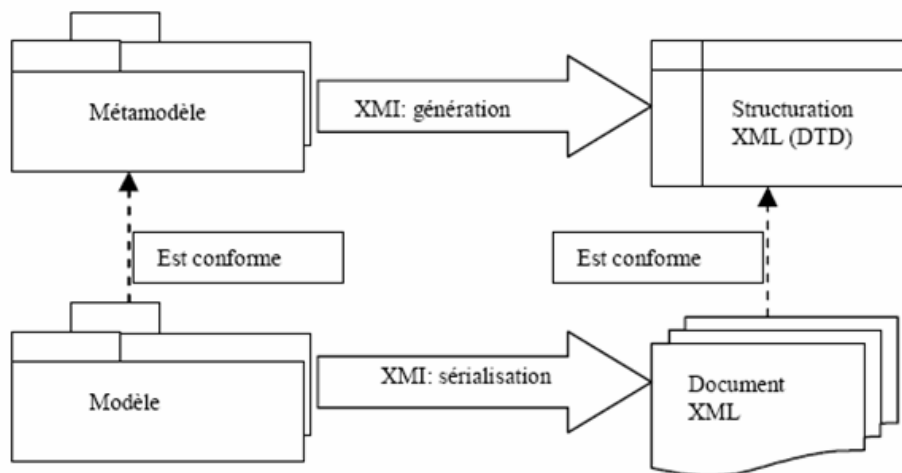 Métamodèle
XMI: génération
Structuration
XML (DTD)
Est conforme
Est conforme
Modèle
XMI: sérialisation
Document
XML